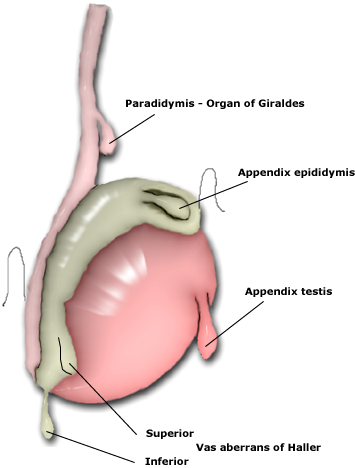 Paradidymis - Organ of Giraldes
Appendix epididymis
Appendix testis
Superior
Vas aberrans of Haller
Inferior